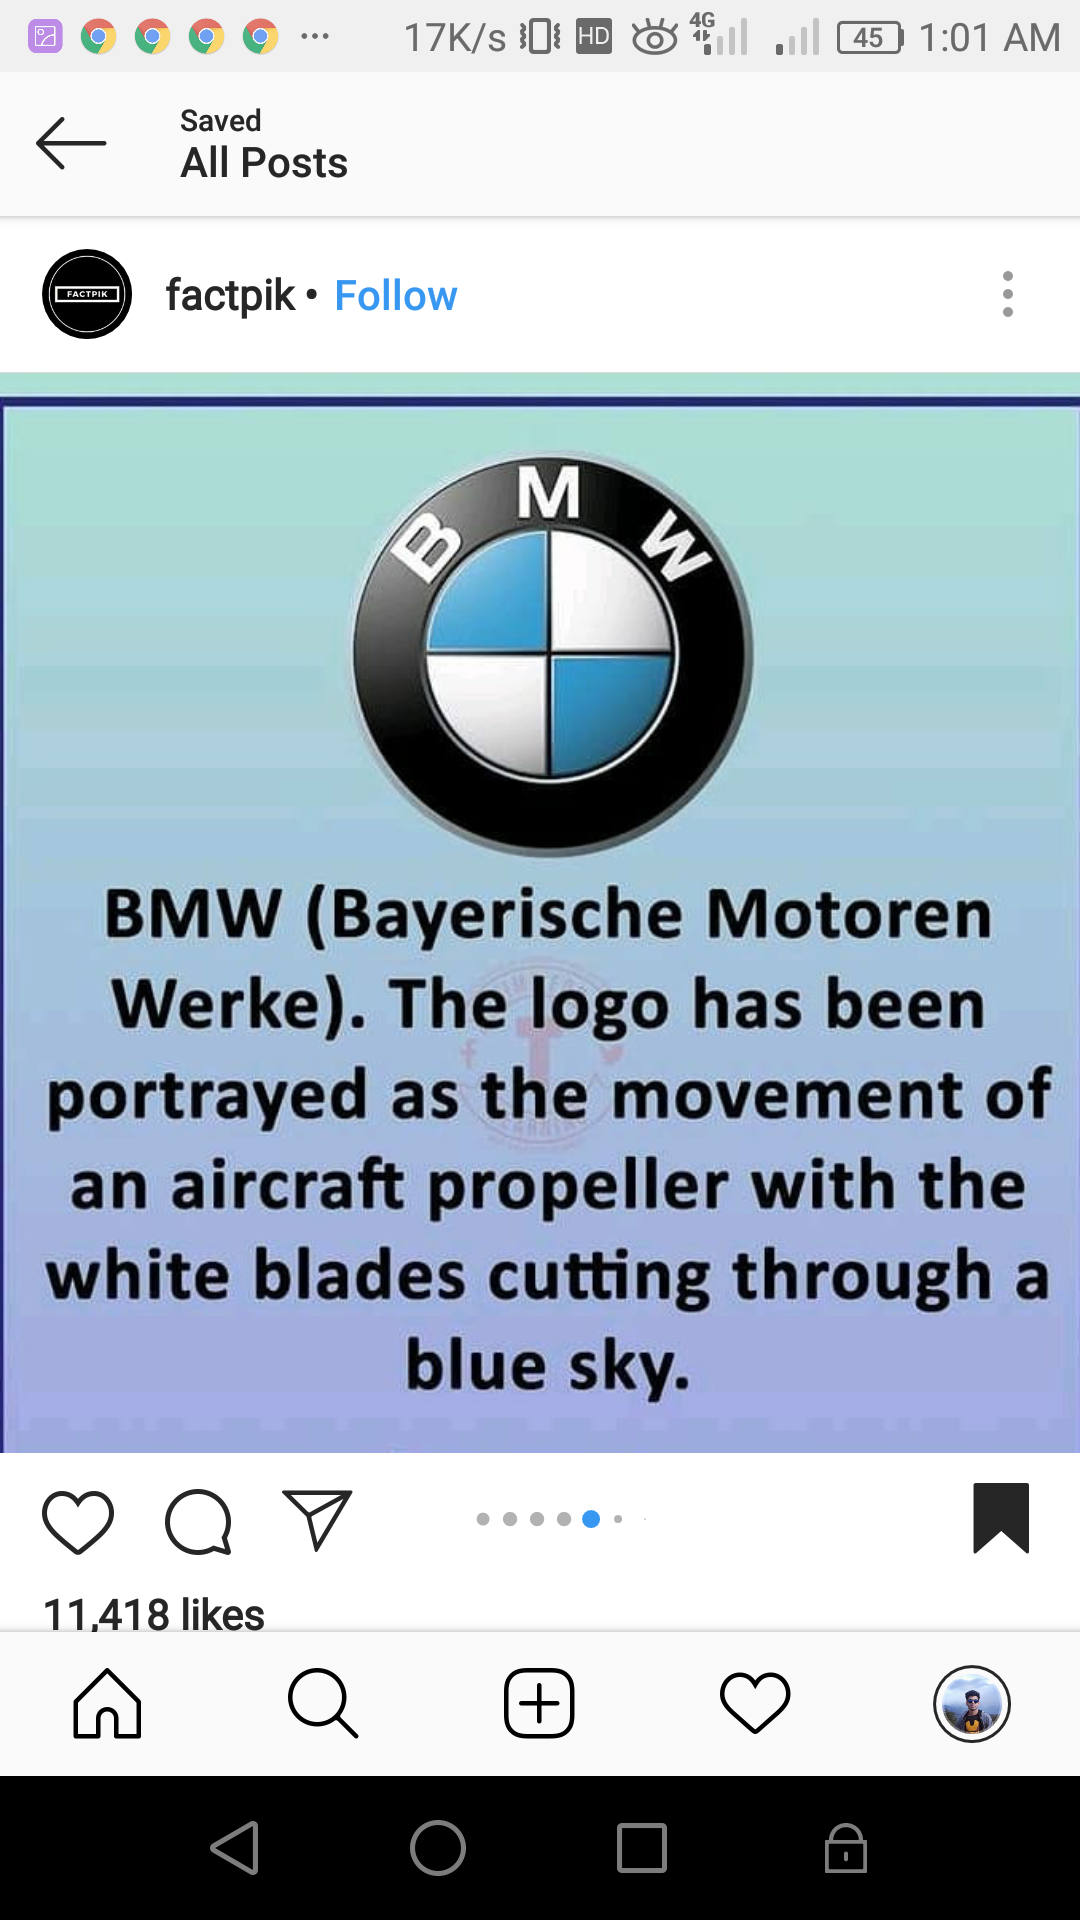 17K/s HD 4G 45 1:01 AM
Saved
All Posts
FACTPIK
factpik • Follow
B M W
BMW (Bayerische Motoren
Werke). The logo has been
portrayed as the movement of
an aircraft propeller with the
white blades cutting through a
blue sky.
11,418 likes